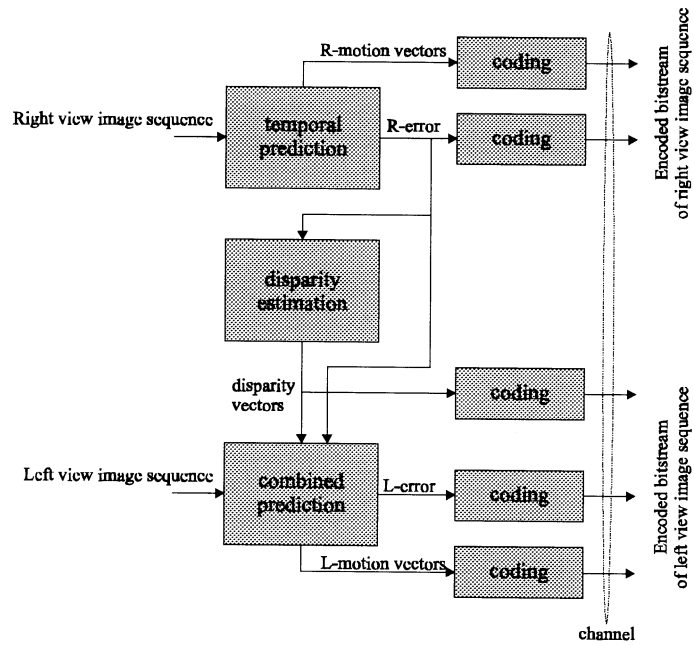 R-motion vectors
coding
Encoded bitstream
of right view image sequence
Right view image sequence
temporal
prediction
R-error
coding
disparity
estimation
disparity
vectors
coding
Encoded bitstream
of left view image sequence
Left view image sequence
combined
prediction
L-error
coding
L-motion vectors
coding
channel